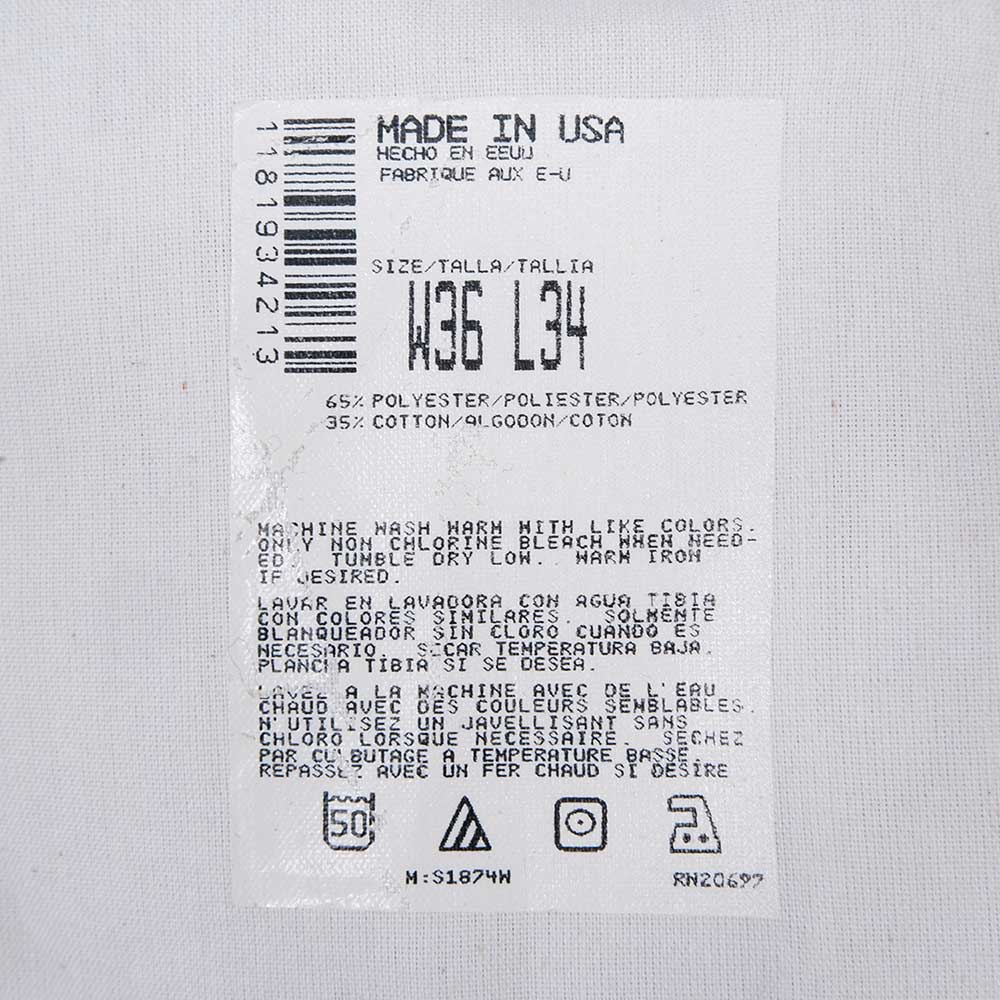 118193421 3
MADE IN USA
HECHO EN EEUU
FABRIQUE AUX E-U
SIZE/TALLA/TALLIA
W36 L34
65% POLYESTER/POLIESTER/POLYESTER
35% COTTON/ALGODON/COTON
MACHINE WASH WARM WITH LIKE COLORS.
ONLY NON CHLORINE BLEACH WHEN NEED-
ED. TUMBLE DRY LOW. WARM IRON
IF DESIRED.
LAVAR EN LAVADORA CON AGUA TIBIA
CON COLORES SIMILARES. SOLMENTE
BLANQUEADOR SIN CLORO CUANDO ES
NECESARIO. SECAR TEMPERATURA BAJA.
PLANCHA TIBIA SI SE DESEA.
LAVEZ A LA MACHINE AVEC DE L'EAU
CHAUD AVEC DES COULEURS SEMBLABLES.
N'UTILISEZ UN JAVELLISANT SANS
CHLORO LORSQUE NECESSAIRE. SECHEZ
PAR CULBUTAGE A TEMPERATURE BASSE.
REPASSEZ AVEC UN FER CHAUD SI DESIRE
50
M:S1874W
RN20697